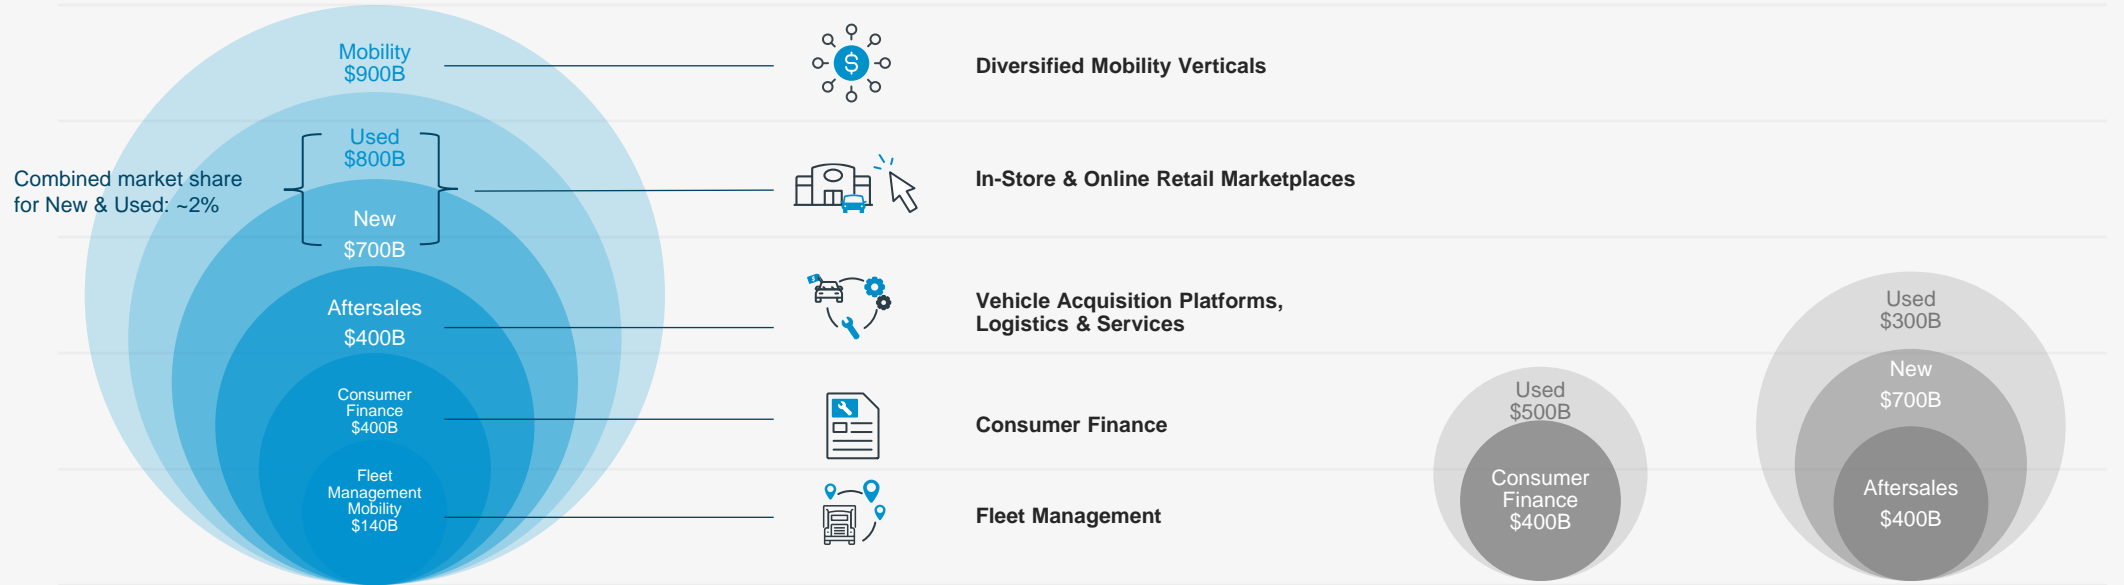 Mobility
$900B
Used
$800B
Combined market share
for New & Used: ~2%
New
$700B
Aftersales
$400B
Consumer
Finance
$400B
Fleet
Management
Mobility
$140B
Diversified Mobility Verticals
In-Store & Online Retail Marketplaces
Vehicle Acquisition Platforms,
Logistics & Services
Consumer Finance
Fleet Management
Used
$500B
Consumer
Finance
$400B
Used
$300B
New
$700B
Aftersales
$400B